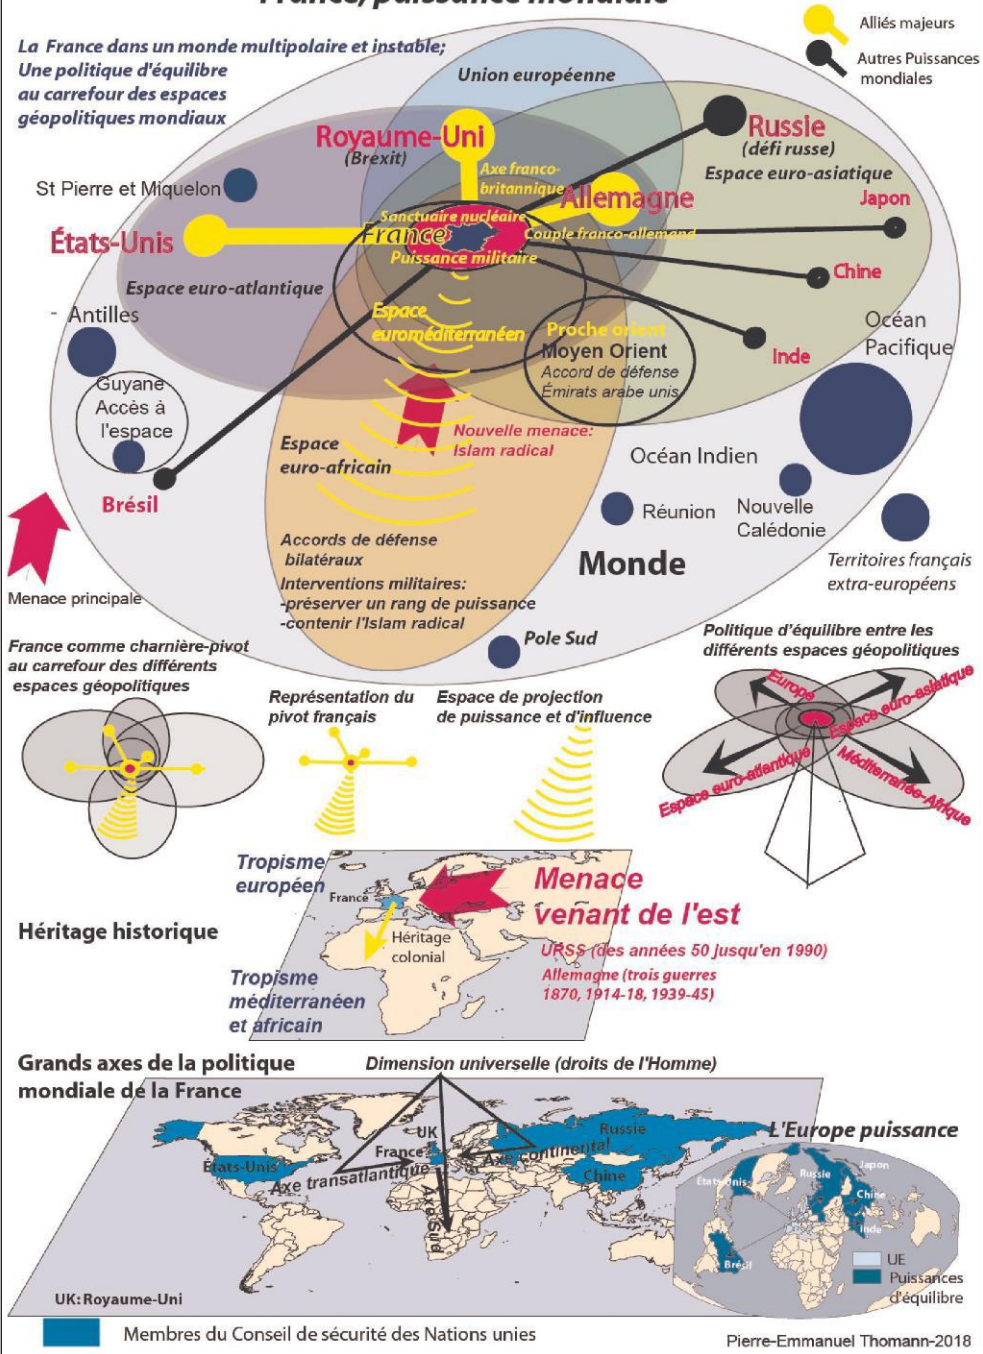 France, puissance mondiale
La France dans un monde multipolaire et instable;
Une politique d'équilibre
au carrefour des espaces
géopolitiques mondiaux
Alliés majeurs
Autres Puissances
mondiales
Union européenne
Royaume-Uni
(Brexit)
Russie
(défi russe)
Espace euro-asiatique
Axe franco-
britannique
Allemagne
St Pierre et Miquelon
Japon
Sanctuaire nucléaire
États-Unis
France
Couple franco-allemand
Puissance militaire
Chine
Espace euro-atlantique
Espace
euroméditerranéen
- Antilles
Proche orient
Moyen Orient
Accord de défense
Émirats arabe unis
Inde
Océan
Pacifique
Guyane
Accès à
l'espace
Nouvelle menace:
Islam radical
Espace
euro-africain
Océan Indien
Brésil
Réunion
Nouvelle
Calédonie
Accords de défense
bilatéraux
Monde
Territoires français
extra-européens
Interventions militaires:
-préserver un rang de puissance
-contenir l'Islam radical
Menace principale
Pole Sud
France comme charnière-pivot
au carrefour des différents
espaces géopolitiques
Représentation du
pivot français
Espace de projection
de puissance et d'influence
Politique d'équilibre entre les
différents espaces géopolitiques
Europe
Espace euro-asiatique
Espace euro-atlantique
Méditerranée-Afrique
Héritage historique
Tropisme
européen
France
Héritage
colonial
Tropisme
méditerranéen
et africain
Menace
venant de l'est
URSS (des années 50 jusqu'en 1990)
Allemagne (trois guerres
1870, 1914-18, 1939-45)
Grands axes de la politique
mondiale de la France
Dimension universelle (droits de l'Homme)
UK
France
Russie
États-Unis
Axe transatlantique
Axe continental
Chine
Axe Sud
UK: Royaume-Uni
L'Europe puissance
États-Unis
Russie
Japon
Chine
Inde
Brésil
UE
Puissances
d'équilibre
Membres du Conseil de sécurité des Nations unies
Pierre-Emmanuel Thomann-2018